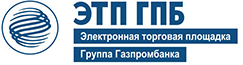 ЭТП ГПБ
Электронная торговая площадка
Группа Газпромбанка